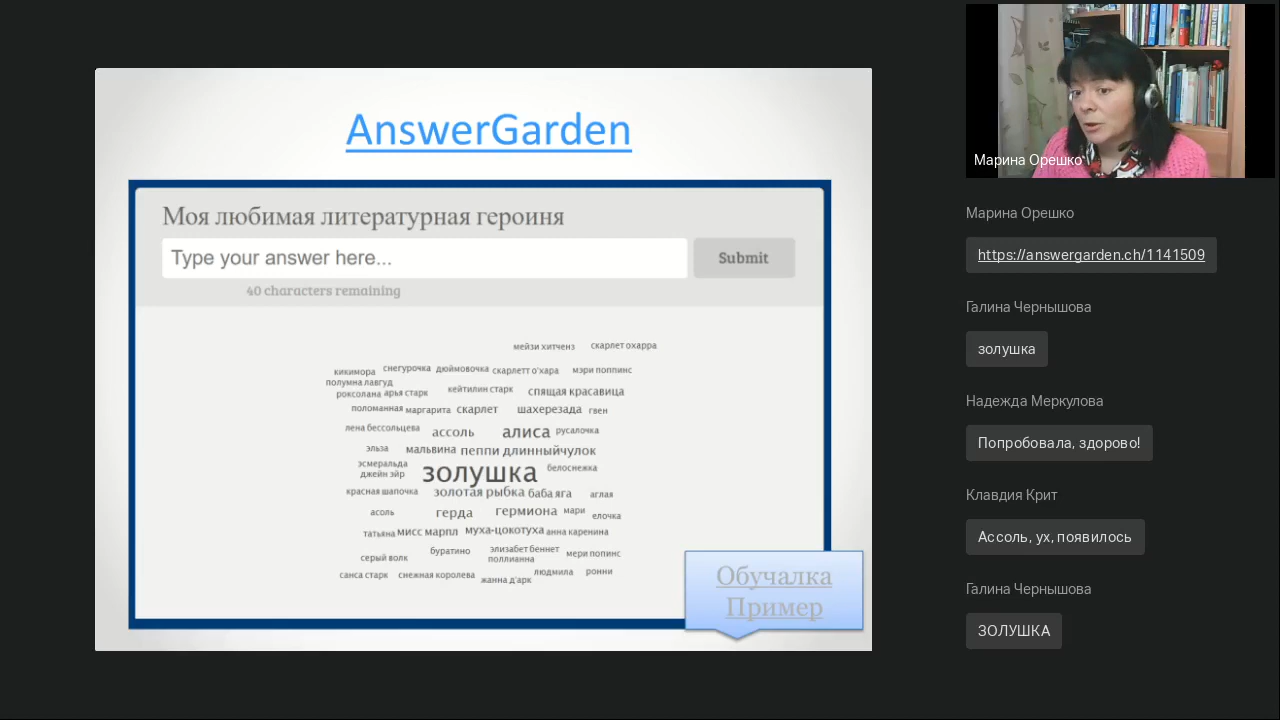 AnswerGarden
Моя любимая литературная героиня
Type your answer here...
Submit
40 characters remaining
мейзи хитченз скарлет охарра
кикимора снегурочка дюймовочка скарлетт о'хара мэри поппинс
полумна лавгуд
роксолана арья старк кейтилин старк спящая красавица
поломанная маргарита скарлет шахерезада гвен
лена бессольцева ассоль алиса русалочка
эльза мальвина пеппи длинныйчулок
эсмеральда
джейн эйр золушка белоснежка
красная шапочка золотая рыбка баба яга аглая
асоль герда гермиона мари елочка
татьяна мисс марпл муха-цокотуха анна каренина
серый волк буратино элизабет беннет мери попинс
поллианна
санса старк снежная королева жанна д'арк людмила ронни
Обучалка
Пример
Марина Орешко
Марина Орешко
https://answergarden.ch/1141509
Галина Чернышова
золушка
Надежда Меркулова
Попробовала, здорово!
Клавдия Крит
Ассоль, ух, появилось
Галина Чернышова
ЗОЛУШКА